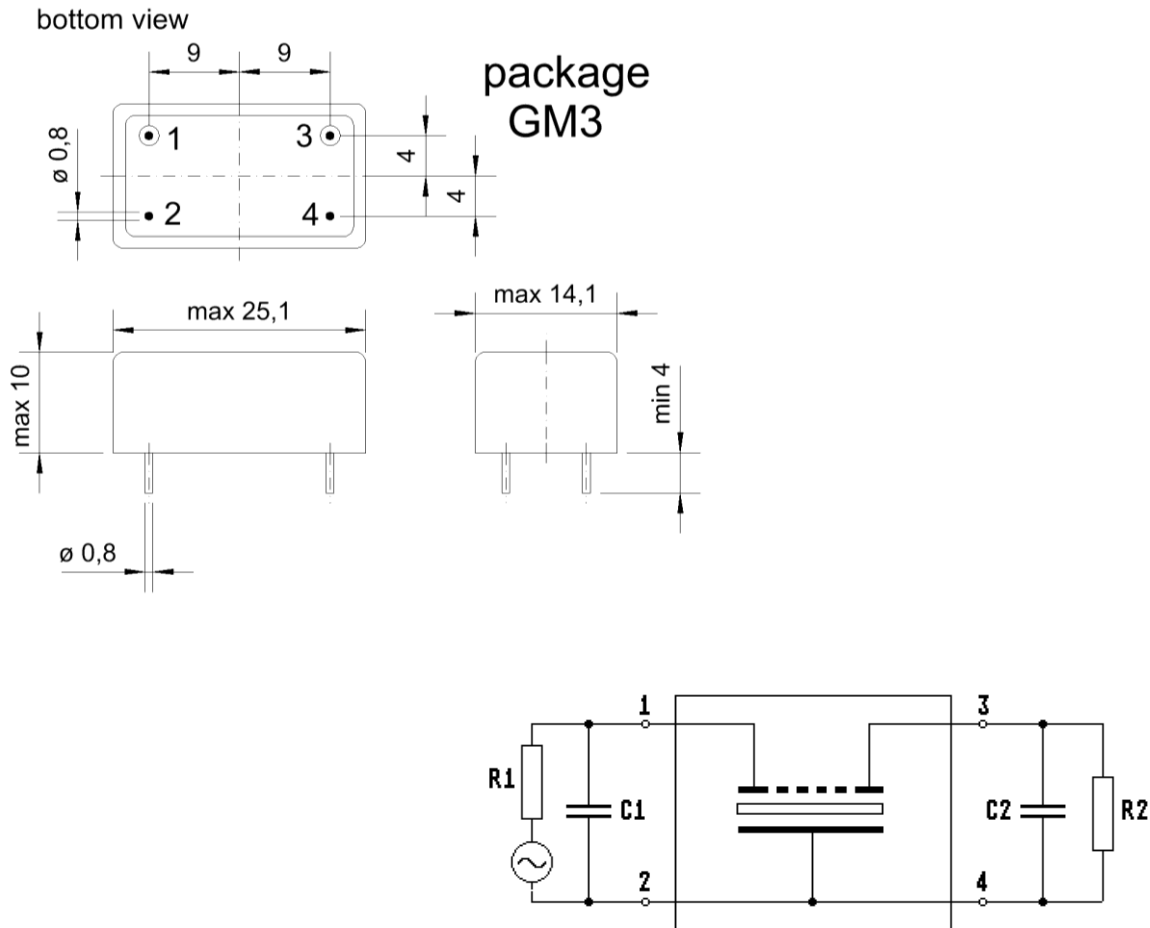 bottom view
9 9
package
GM3
ø 0,8
1 3
4
2 4
4
max 25,1
max 14,1
max 10
min 4
ø 0,8
1 3
R1 C1 C2 R2
2 4